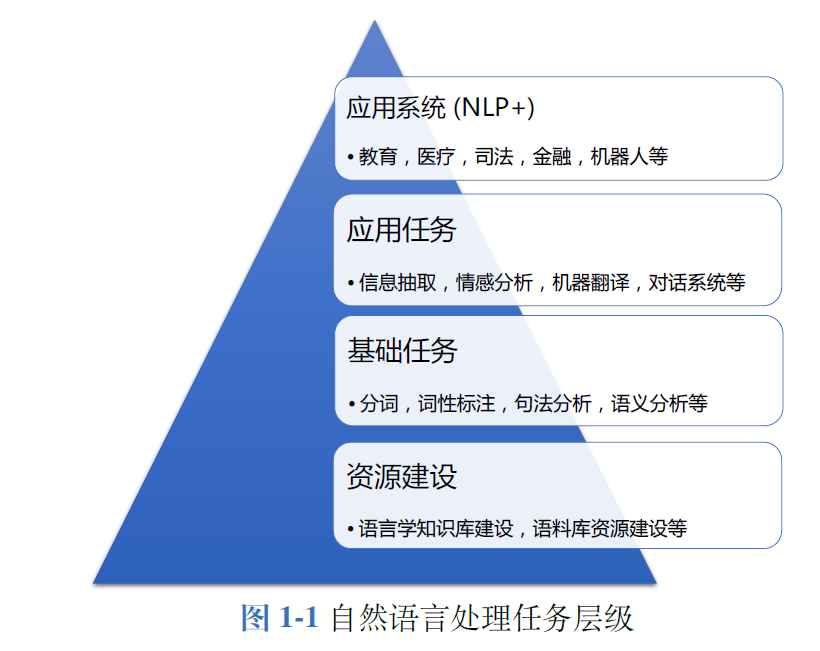 应用系统 (NLP+)
• 教育，医疗，司法，金融，机器人等
应用任务
• 信息抽取，情感分析，机器翻译，对话系统等
基础任务
• 分词，词性标注，句法分析，语义分析等
资源建设
• 语言学知识库建设，语料库资源建设等
图 1-1 自然语言处理任务层级